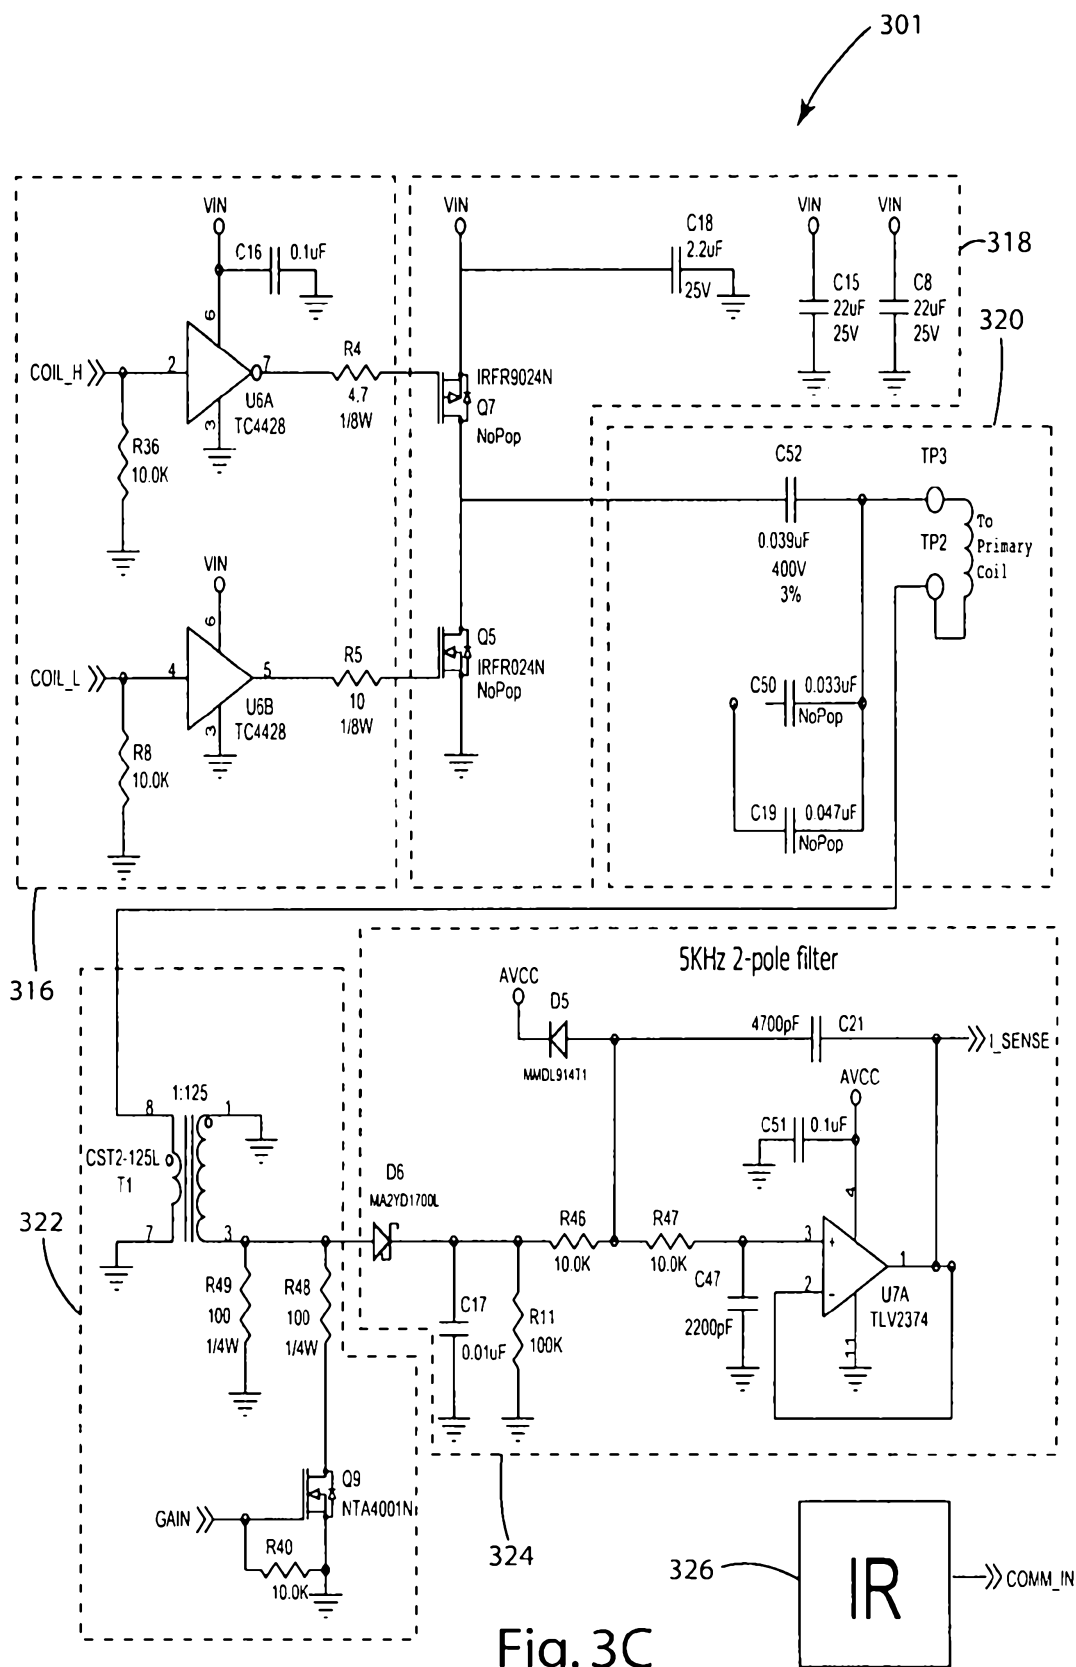 301
VIN
C16
0.1uF
6
COIL_H
2
7
U6A
TC4428
3
R36
10.0K
R4
4.7
1/8W
VIN
6
COIL_L
4
5
U6B
TC4428
3
R8
10.0K
R5
10
1/8W
316
VIN
C18
2.2uF
25V
VIN
C15
22uF
25V
VIN
C8
22uF
25V
318
IRFR9024N
Q7
NoPop
Q5
IRFR024N
NoPop
320
C52
0.039uF
400V
3%
TP3
TP2
To
Primary
Coil
C50
0.033uF
NoPop
C19
0.047uF
NoPop
5KHz 2-pole filter
AVCC
D5
MMDL914T1
4700pF
C21
I_SENSE
AVCC
C51
0.1uF
4
1:125
8
1
CST2-125L
T1
7
3
322
R49
100
1/4W
R48
100
1/4W
D6
MA2YD1700L
C17
0.01uF
R11
100K
R46
10.0K
R47
10.0K
C47
2200pF
3
+
2
-
1
U7A
TLV2374
11
Q9
NTA4001N
GAIN
R40
10.0K
324
326
IR
COMM_IN
Fig. 3C